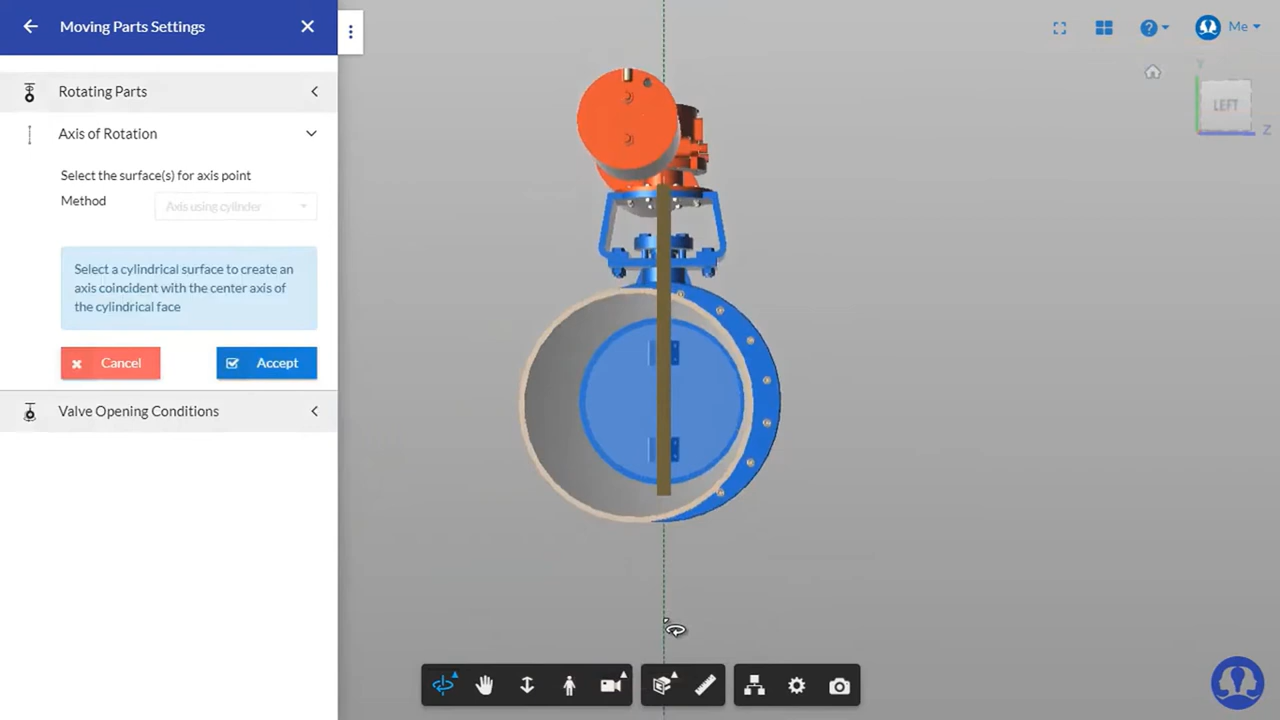 Moving Parts Settings
Me
Rotating Parts
Y
LEFT
Z
Axis of Rotation
Select the surface(s) for axis point
Method
Axis using cylinder
Select a cylindrical surface to create an
axis coincident with the center axis of
the cylindrical face
Cancel
Accept
Valve Opening Conditions